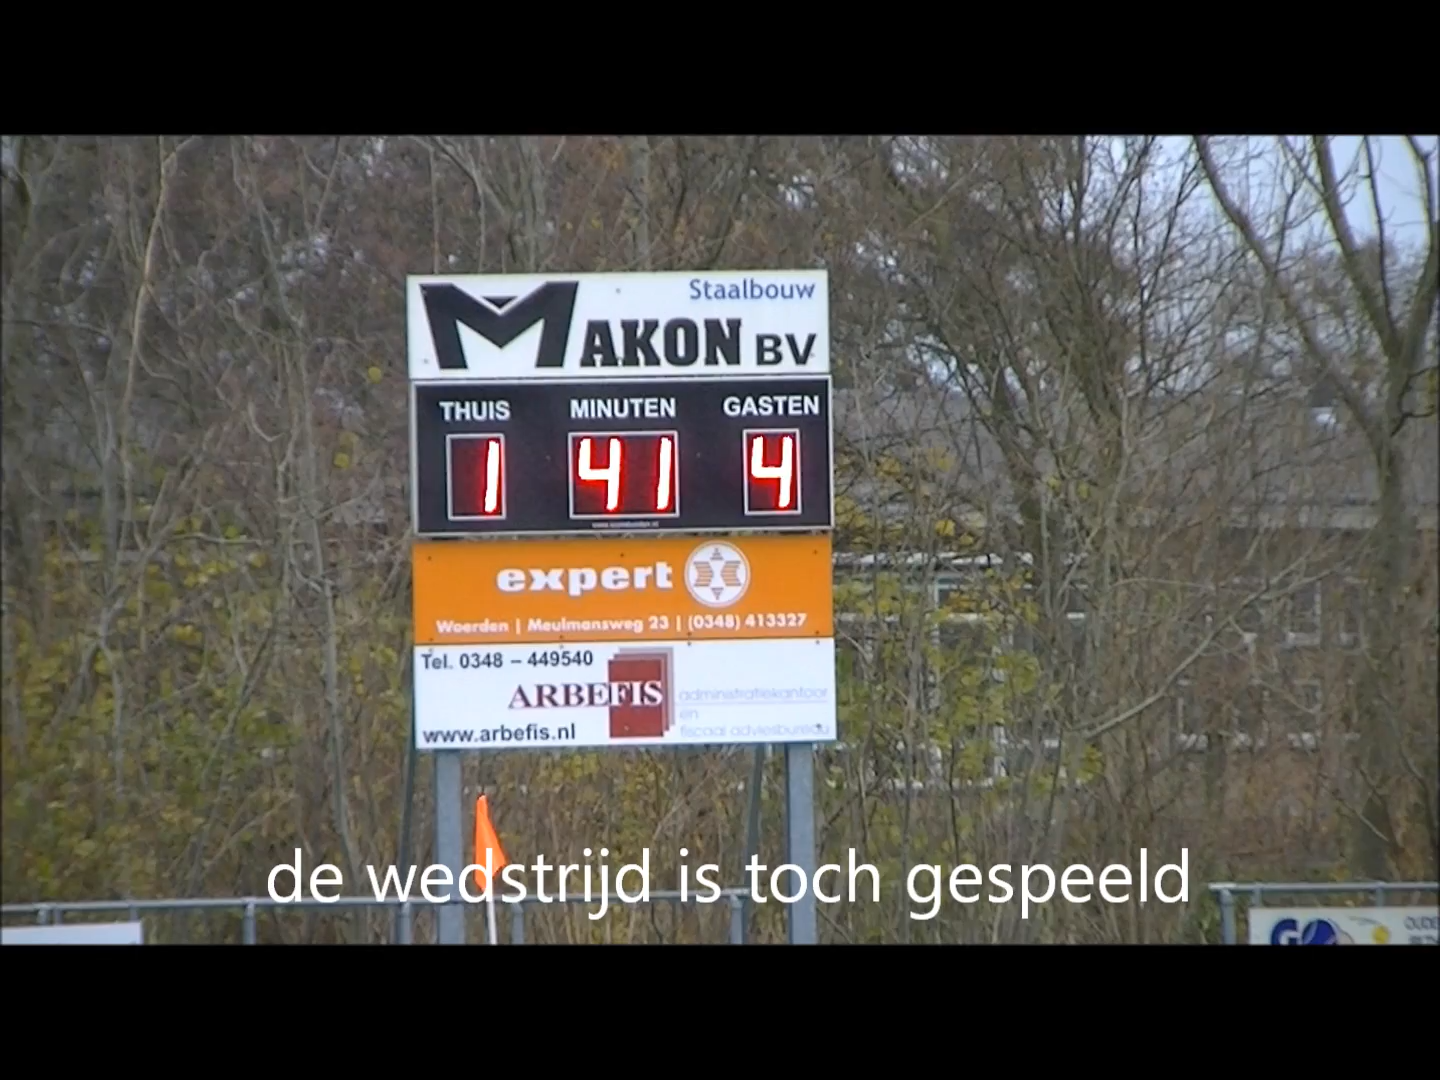 Staalbouw
MAKON BV
THUIS MINUTEN GASTEN
1 41 4
expert
Woerden | Meulmansweg 23 | (0348) 413327
Tel. 0348 – 449540
ARBEFIS administratiekantoor
en
fiscaal adviesbureau
www.arbefis.nl
de wedstrijd is toch gespeeld
GO